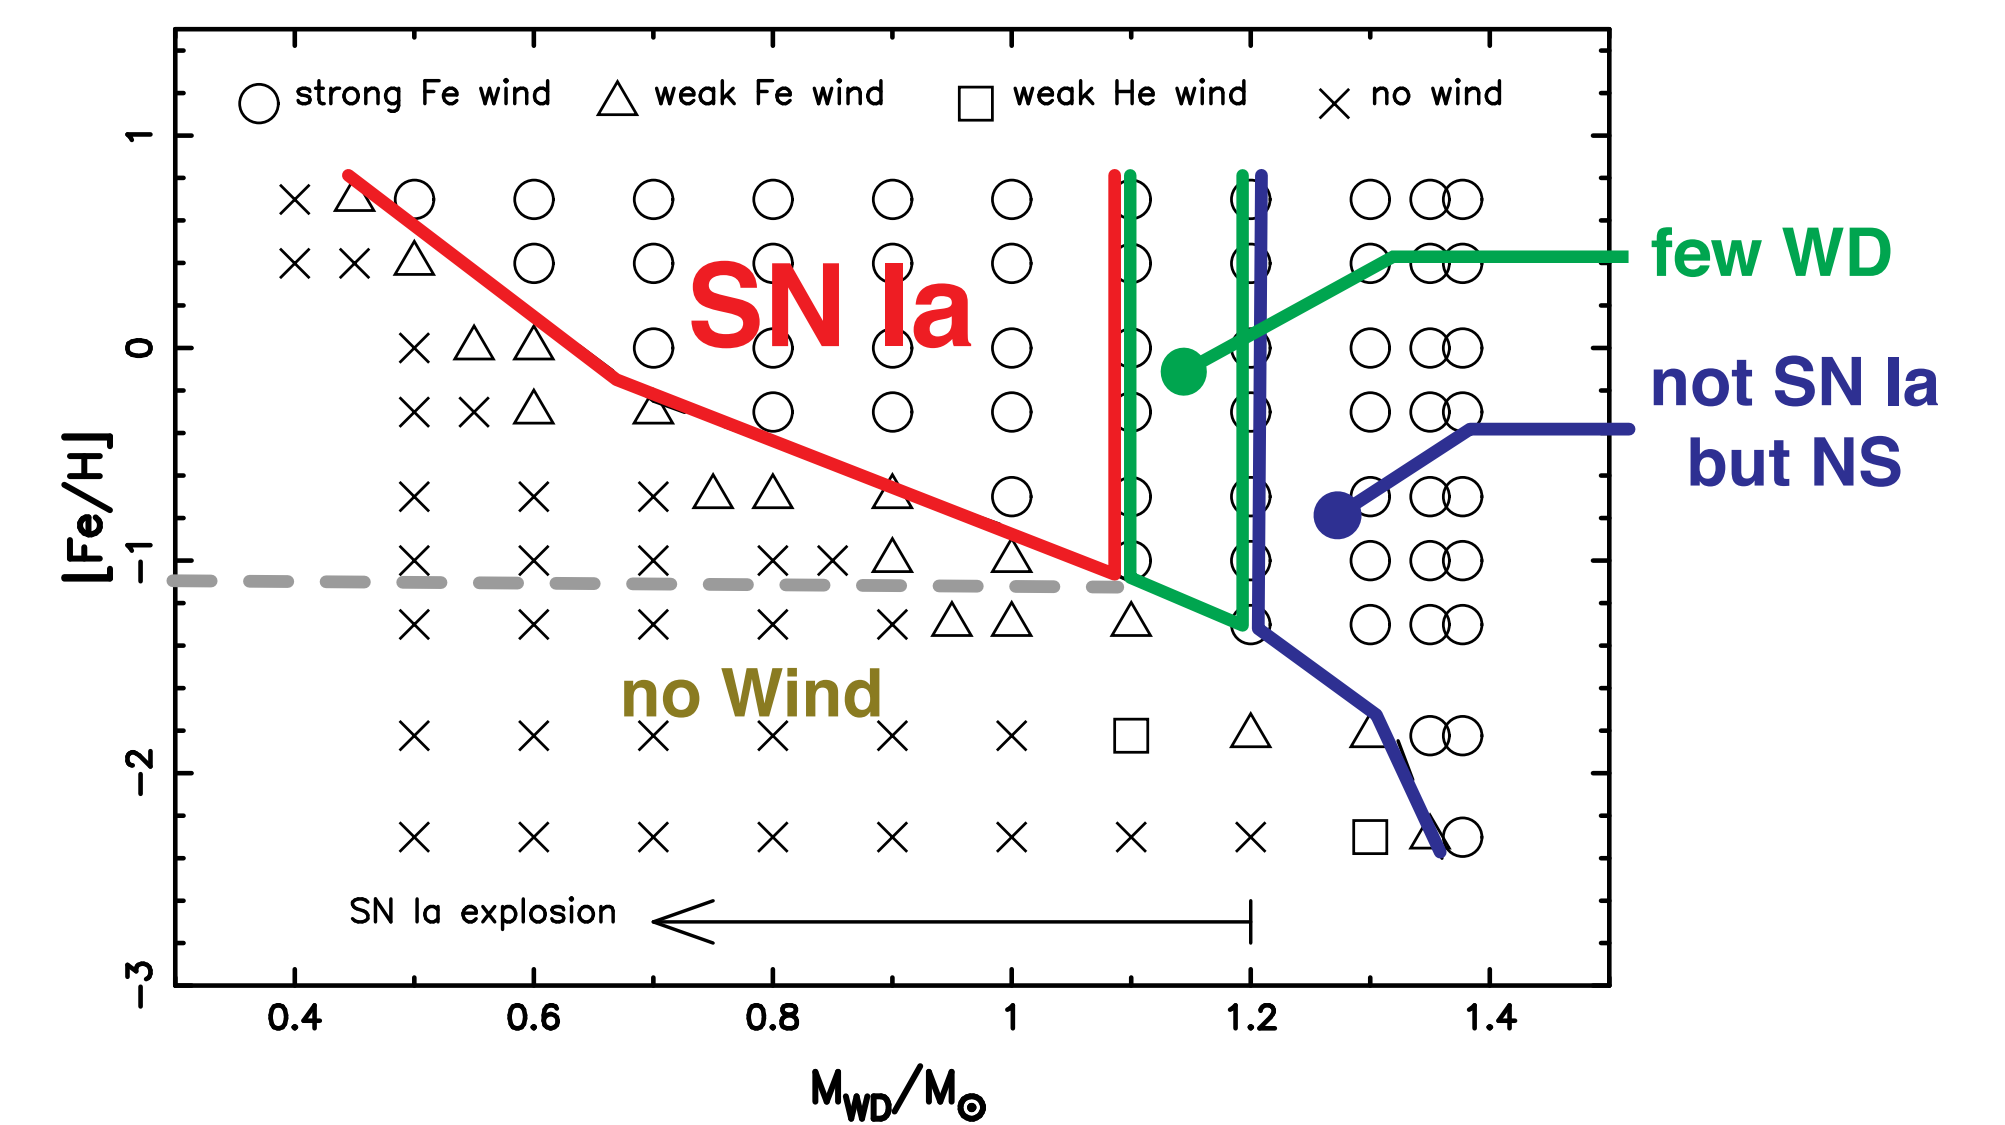 strong Fe wind weak Fe wind weak He wind no wind
SN Ia
few WD
not SN Ia
but NS
no Wind
SN Ia explosion
[Fe/H]
1
0
−1
−2
−3
0.4 0.6 0.8 1 1.2 1.4
M_WD/M_⊙